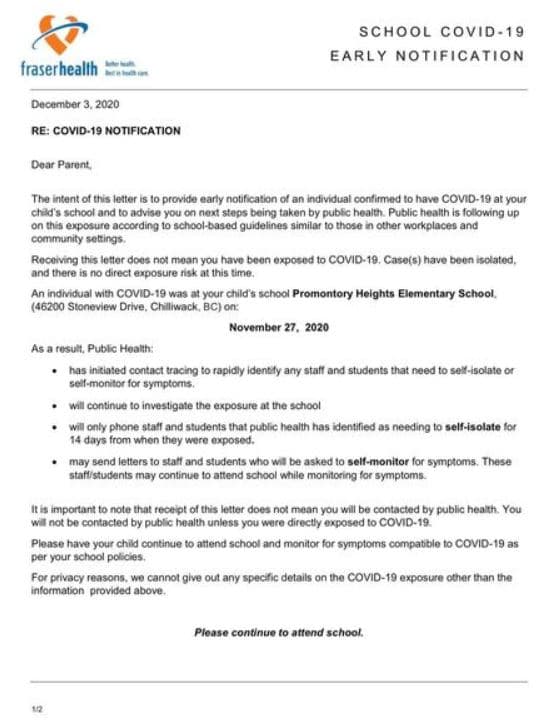 SCHOOL COVID-19
EARLY NOTIFICATION
fraserhealth
Better health.
Best in health care.
December 3, 2020
RE: COVID-19 NOTIFICATION
Dear Parent,
The intent of this letter is to provide early notification of an individual confirmed to have COVID-19 at your
child's school and to advise you on next steps being taken by public health. Public health is following up
on this exposure according to school-based guidelines similar to those in other workplaces and
community settings.
Receiving this letter does not mean you have been exposed to COVID-19. Case(s) have been isolated,
and there is no direct exposure risk at this time.
An individual with COVID-19 was at your child's school Promontory Heights Elementary School,
(46200 Stoneview Drive, Chilliwack, BC) on:
November 27, 2020
As a result, Public Health:
• has initiated contact tracing to rapidly identify any staff and students that need to self-isolate or
self-monitor for symptoms.
• will continue to investigate the exposure at the school
• will only phone staff and students that public health has identified as needing to self-isolate for
14 days from when they were exposed.
• may send letters to staff and students who will be asked to self-monitor for symptoms. These
staff/students may continue to attend school while monitoring for symptoms.
It is important to note that receipt of this letter does not mean you will be contacted by public health. You
will not be contacted by public health unless you were directly exposed to COVID-19.
Please have your child continue to attend school and monitor for symptoms compatible to COVID-19 as
per your school policies.
For privacy reasons, we cannot give out any specific details on the COVID-19 exposure other than the
information provided above.
Please continue to attend school.
1/2